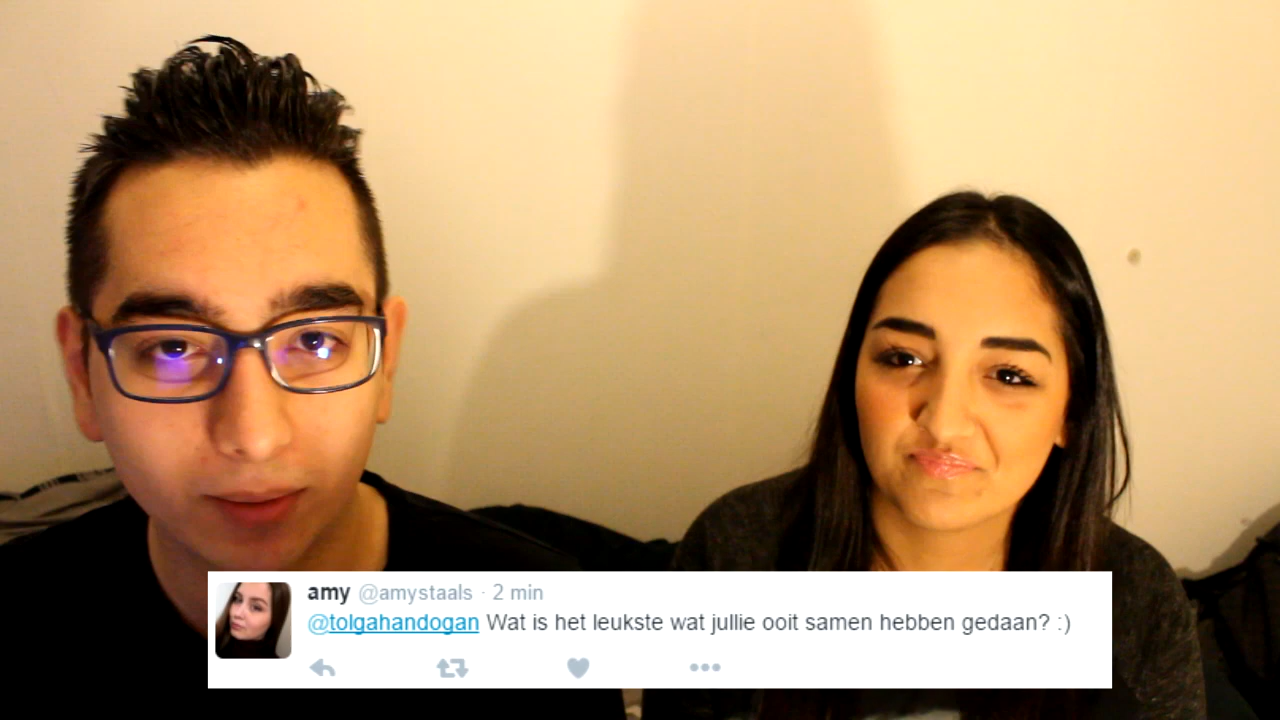 amy @amystaals · 2 min
@tolgahandogan Wat is het leukste wat jullie ooit samen hebben gedaan? :)